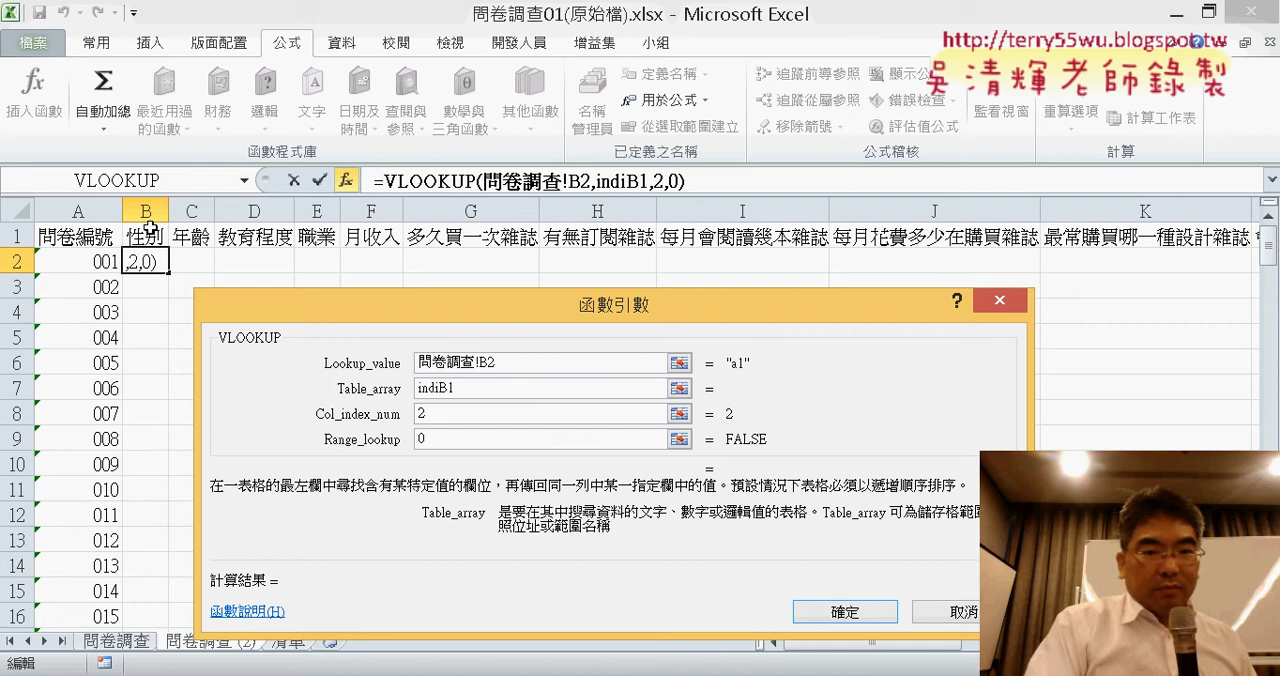 問卷調查01(原始檔).xlsx - Microsoft Excel
檔案 常用 插入 版面配置 公式 資料 校閱 檢視 開發人員 增益集 小組
http://terry55wu.blogspot.tw
吳清輝老師錄製
插入函數 自動加總 最近用過的函數 財務 邏輯 文字 日期及時間 查閱與參照 數學與三角函數 其他函數
名稱管理員 定義名稱 用於公式 從選取範圍建立
追蹤前導參照 追蹤從屬參照 移除箭號 顯示公 錯誤檢查 評估值公式
監看視窗 重算選項 計算工作表
函數程式庫 已定義之名稱 公式稽核 計算
VLOOKUP =VLOOKUP(問卷調查!B2,indiB1,2,0)
A B C D E F G H I J K
1 問卷編號 性別 年齡 教育程度 職業 月收入 多久買一次雜誌 有無訂閱雜誌 每月會閱讀幾本雜誌 每月花費多少在購買雜誌 最常購買哪一種設計雜誌
2 001 ,2,0)
3 002
4 003
5 004
6 005
7 006
8 007
9 008
10 009
11 010
12 011
13 012
14 013
15 014
16 015
函數引數
VLOOKUP
Lookup_value 問卷調查!B2 = "a1"
Table_array indiB1 =
Col_index_num 2 = 2
Range_lookup 0 = FALSE
=
在一表格的最左欄中尋找含有某特定值的欄位，再傳回同一列中某一指定欄中的值。預設情況下表格必須以遞增順序排序。
Table_array 是要在其中搜尋資料的文字、數字或邏輯值的表格。Table_array 可為儲存格範圍
照位址或範圍名稱
計算結果 =
函數說明(H) 確定 取消
問卷調查 問卷調查 (2) 清單
編輯